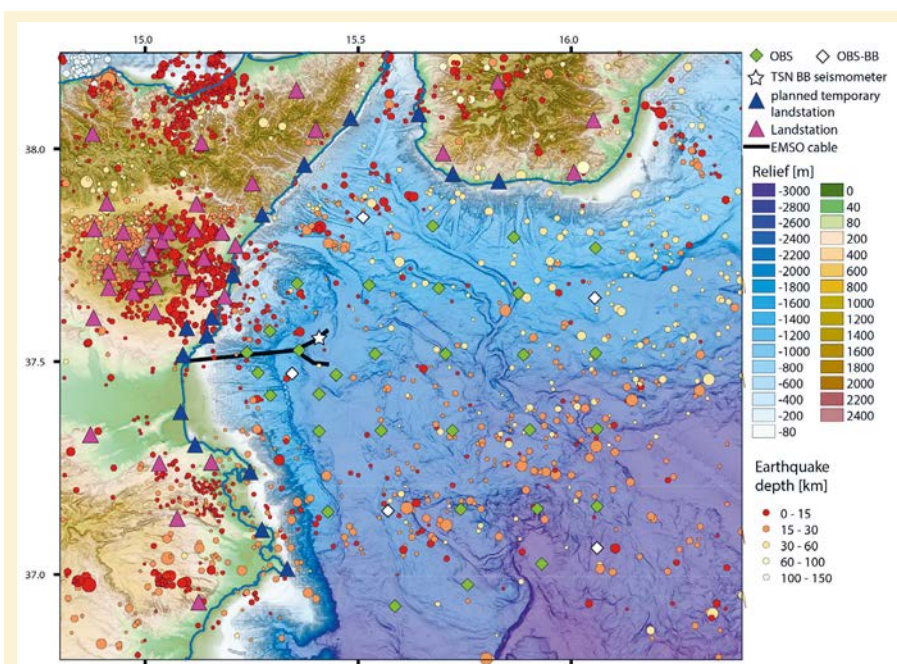 15.0 15.5 16.0
38.0
37.5
37.0
OBS OBS-BB
TSN BB seismometer
planned temporary
landstation
Landstation
EMSO cable
Relief [m]
-3000 0
-2800 40
-2600 80
-2400 200
-2200 400
-2000 600
-1800 800
-1600 1000
-1400 1200
-1200 1400
-1000 1600
-800 1800
-600 2000
-400 2200
-200 2400
-80
Earthquake
depth [km]
0 - 15
15 - 30
30 - 60
60 - 100
100 - 150